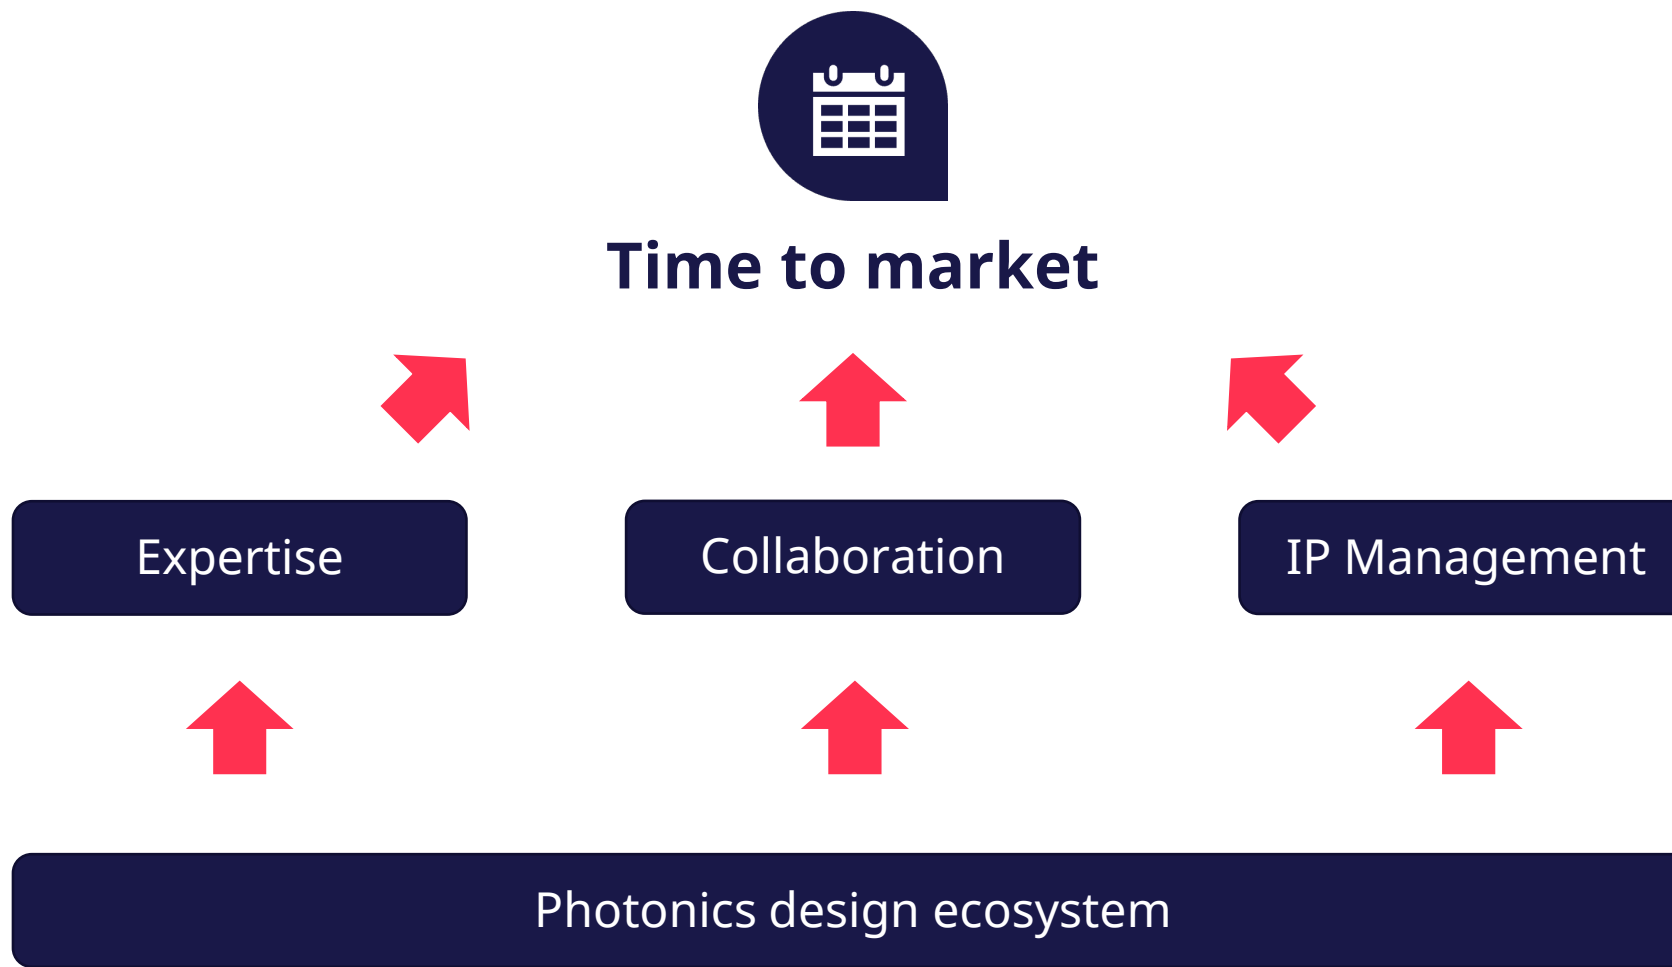 Time to market
Expertise
Collaboration
IP Management
Photonics design ecosystem